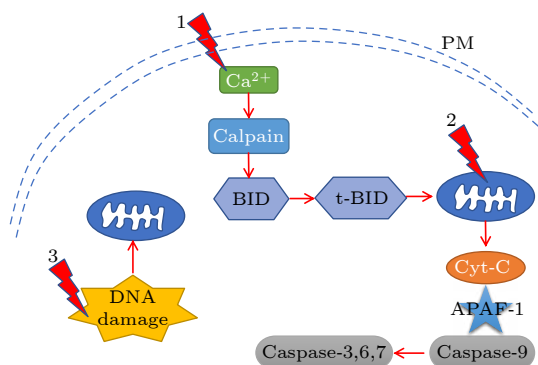 1
PM
Ca²⁺
Calpain
2
BID
t-BID
3
Cyt-C
DNA
damage
APAF-1
Caspase-3,6,7
Caspase-9